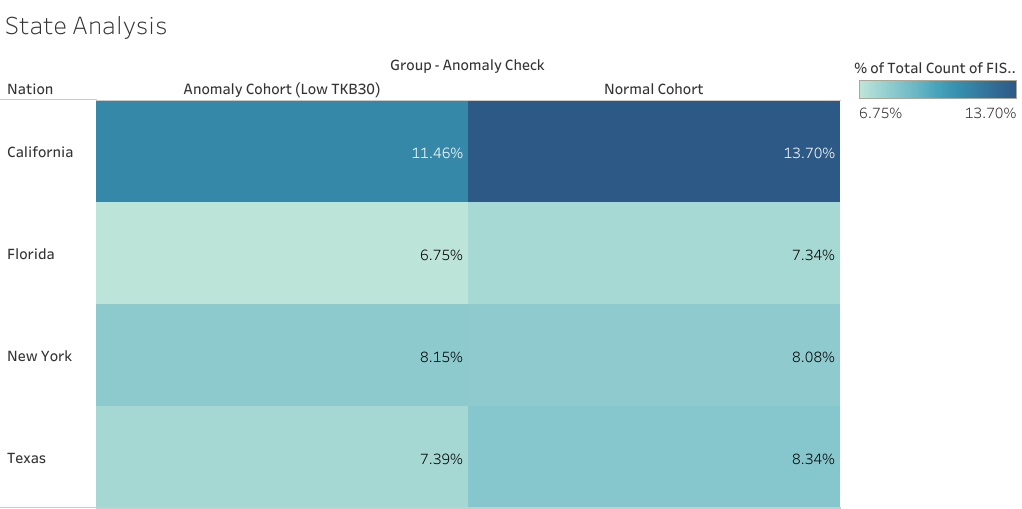 State Analysis
Group - Anomaly Check
Nation Anomaly Cohort (Low TKB30) Normal Cohort
California 11.46% 13.70%
Florida 6.75% 7.34%
New York 8.15% 8.08%
Texas 7.39% 8.34%
% of Total Count of FIS..
6.75% 13.70%